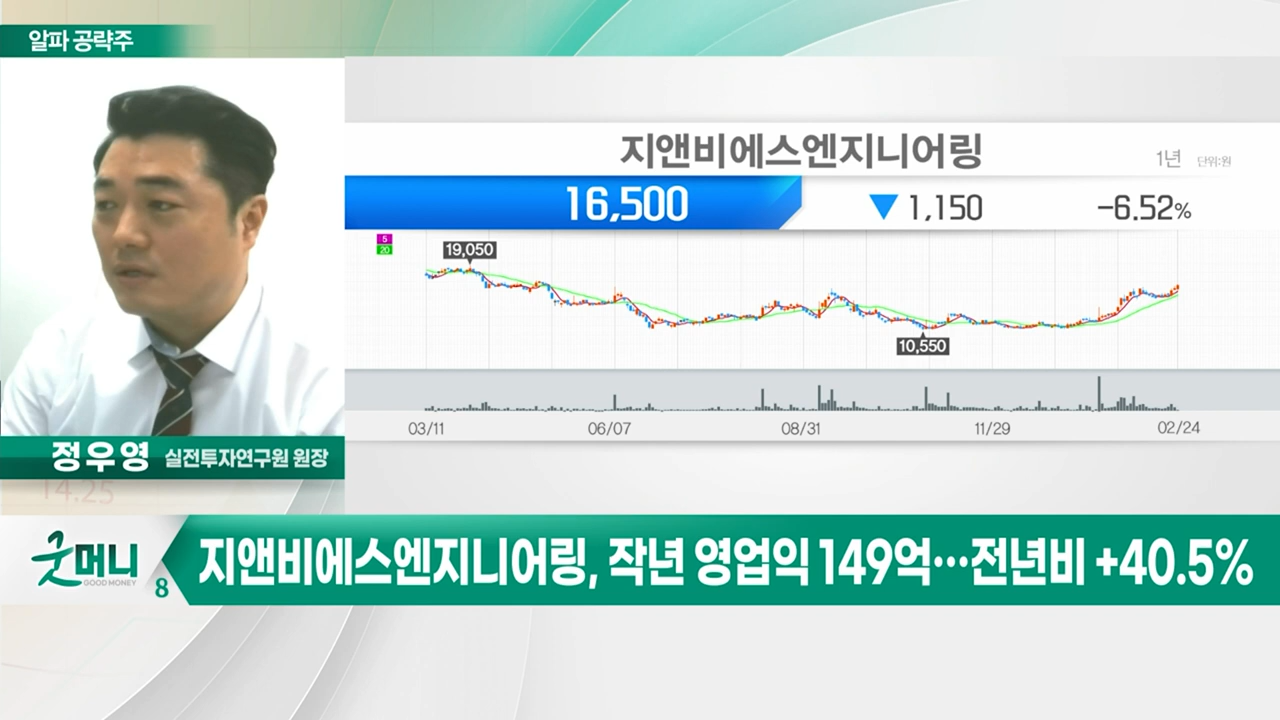 알파 공략주
지앤비에스엔지니어링
1년 단위:원
16,500 ▼ 1,150 -6.52%
5
20
19,050
10,550
03/11 06/07 08/31 11/29 02/24
정우영 실전투자연구원 원장
14.25
굿머니
GOOD MONEY
8
지앤비에스엔지니어링, 작년 영업익 149억…전년비 +40.5%